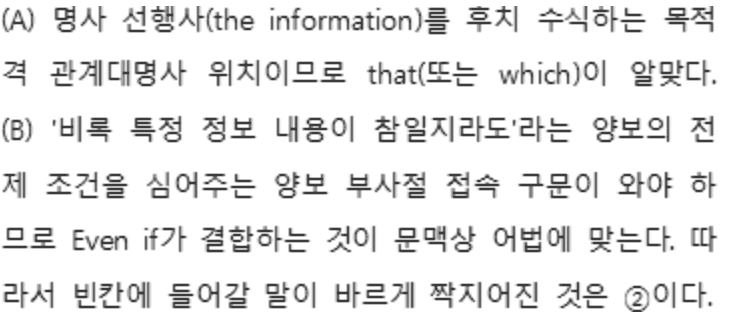 (A) 명사 선행사(the information)를 후치 수식하는 목적
격 관계대명사 위치이므로 that(또는 which)이 알맞다.
(B) '비록 특정 정보 내용이 참일지라도'라는 양보의 전
제 조건을 심어주는 양보 부사절 접속 구문이 와야 하
므로 Even if가 결합하는 것이 문맥상 어법에 맞는다. 따
라서 빈칸에 들어갈 말이 바르게 짝지어진 것은 ②이다.